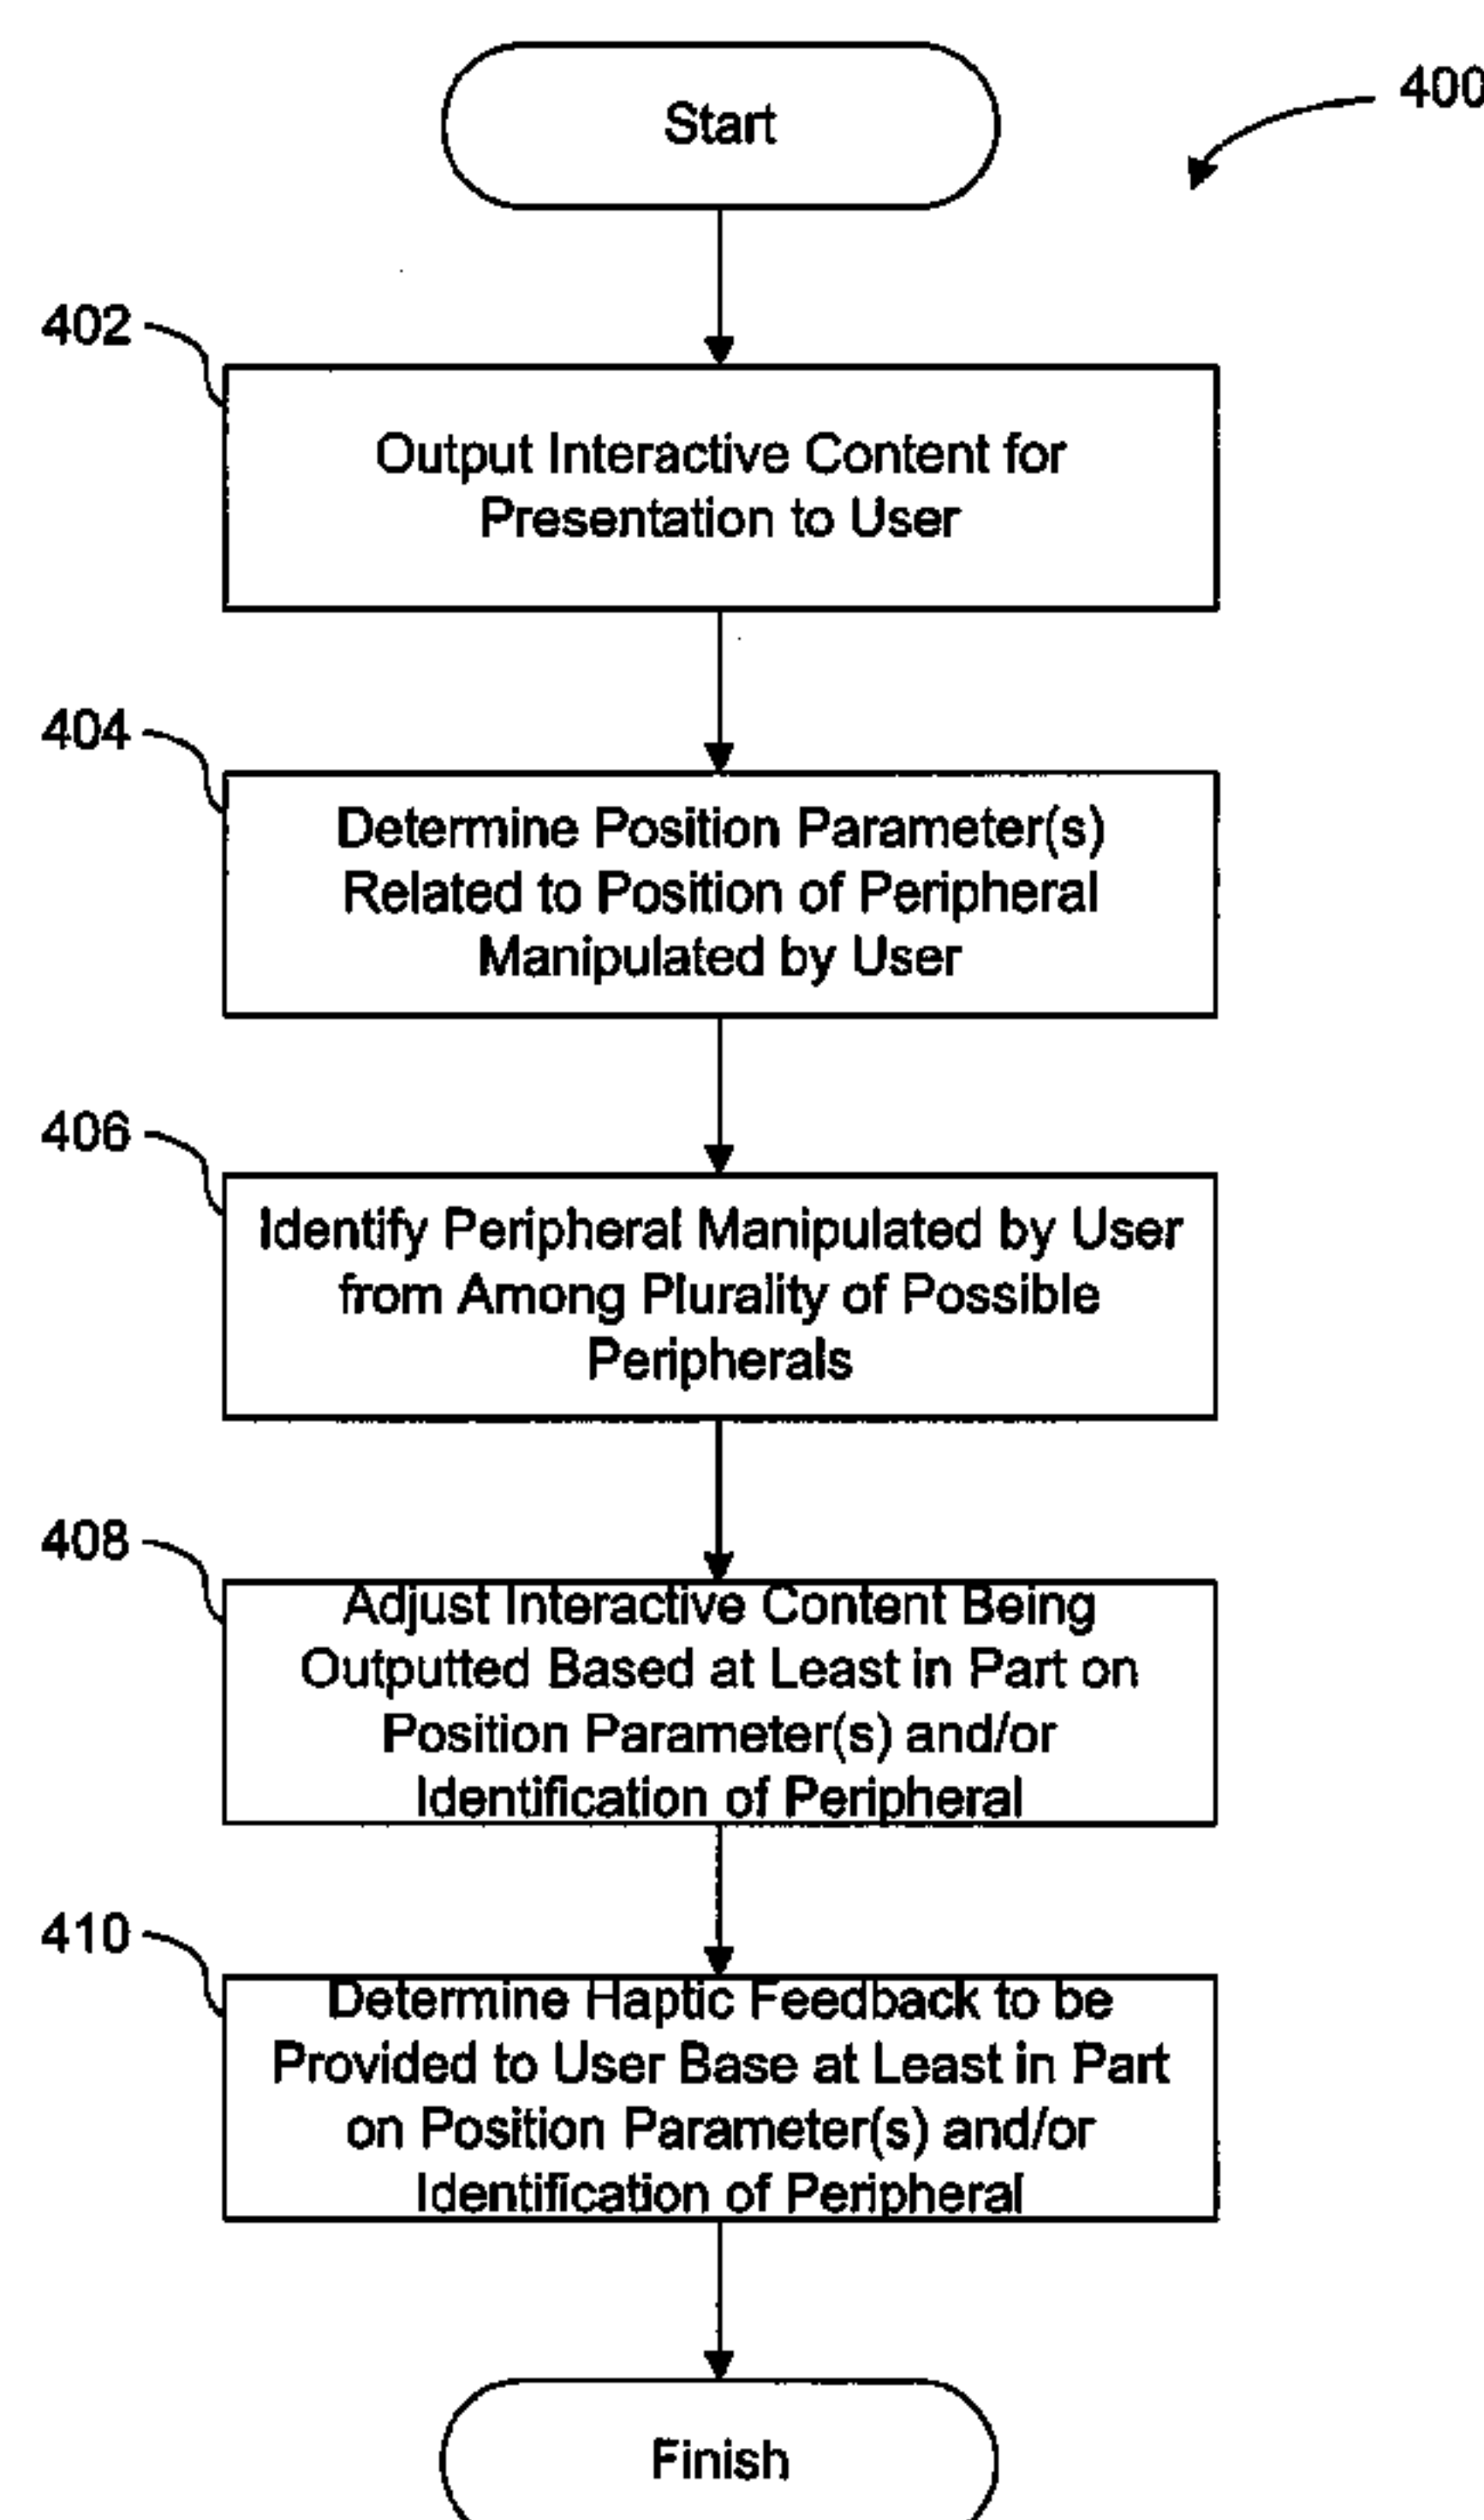 Start
400
402
Output Interactive Content for
Presentation to User
404
Determine Position Parameter(s)
Related to Position of Peripheral
Manipulated by User
406
Identify Peripheral Manipulated by User
from Among Plurality of Possible
Peripherals
408
Adjust Interactive Content Being
Outputted Based at Least in Part on
Position Parameter(s) and/or
Identification of Peripheral
410
Determine Haptic Feedback to be
Provided to User Base at Least in Part
on Position Parameter(s) and/or
Identification of Peripheral
Finish